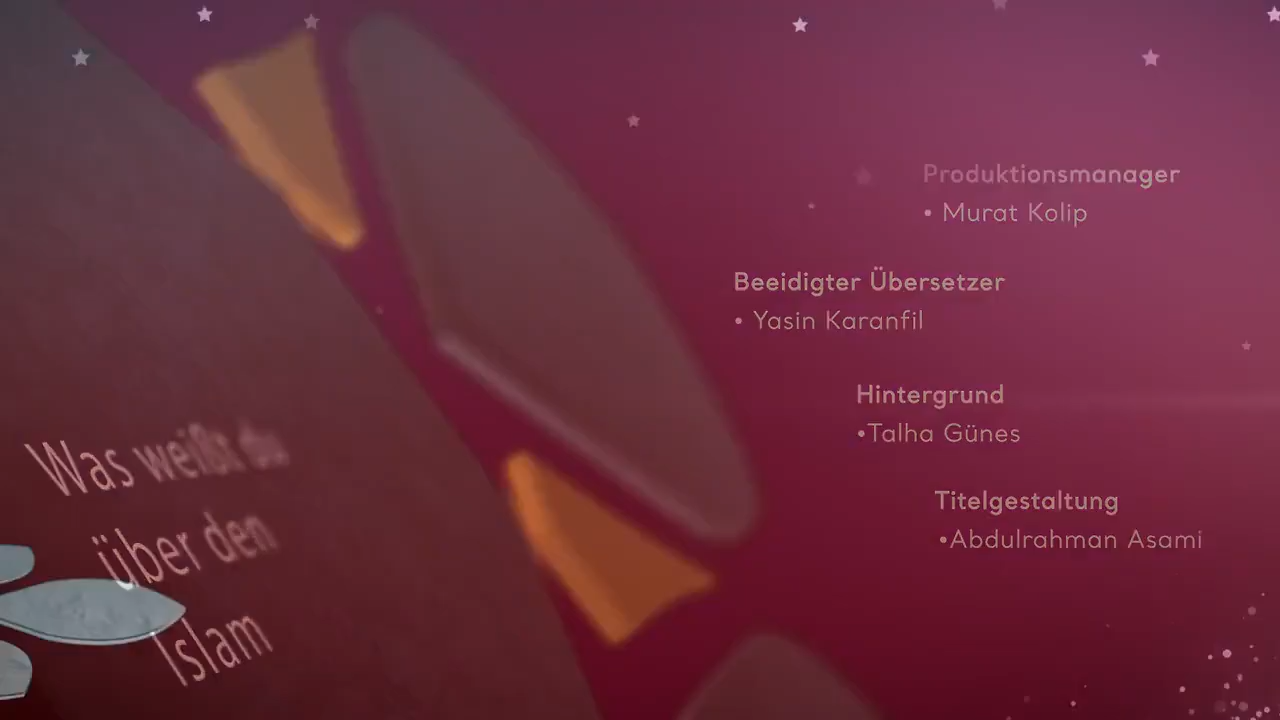 Produktionsmanager
• Murat Kolip
Beeidigter Übersetzer
• Yasin Karanfil
Hintergrund
•Talha Günes
Titelgestaltung
•Abdulrahman Asami
Was weißt du
über den
Islam